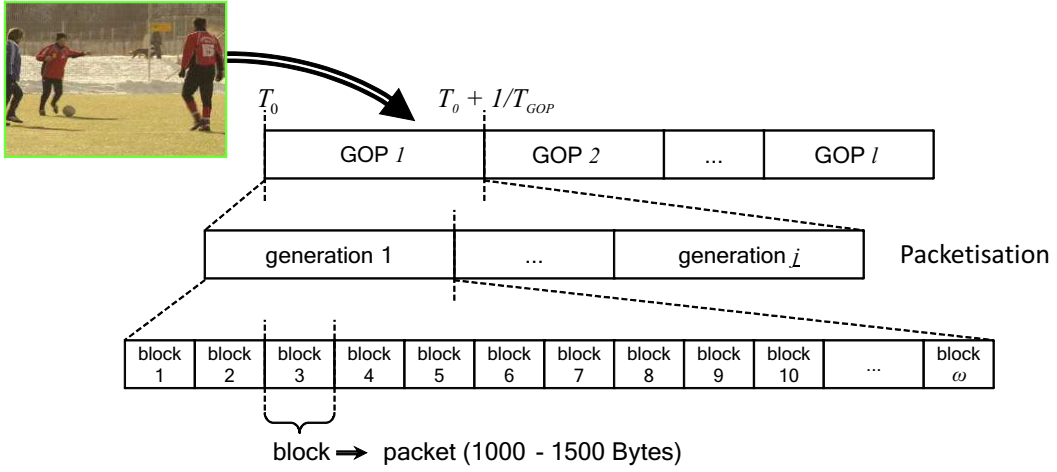 T0
T0 + 1/TGOP
GOP 1
GOP 2
...
GOP l
generation 1
...
generation i
Packetisation
block 1
block 2
block 3
block 4
block 5
block 6
block 7
block 8
block 9
block 10
...
block ω
block → packet (1000 - 1500 Bytes)